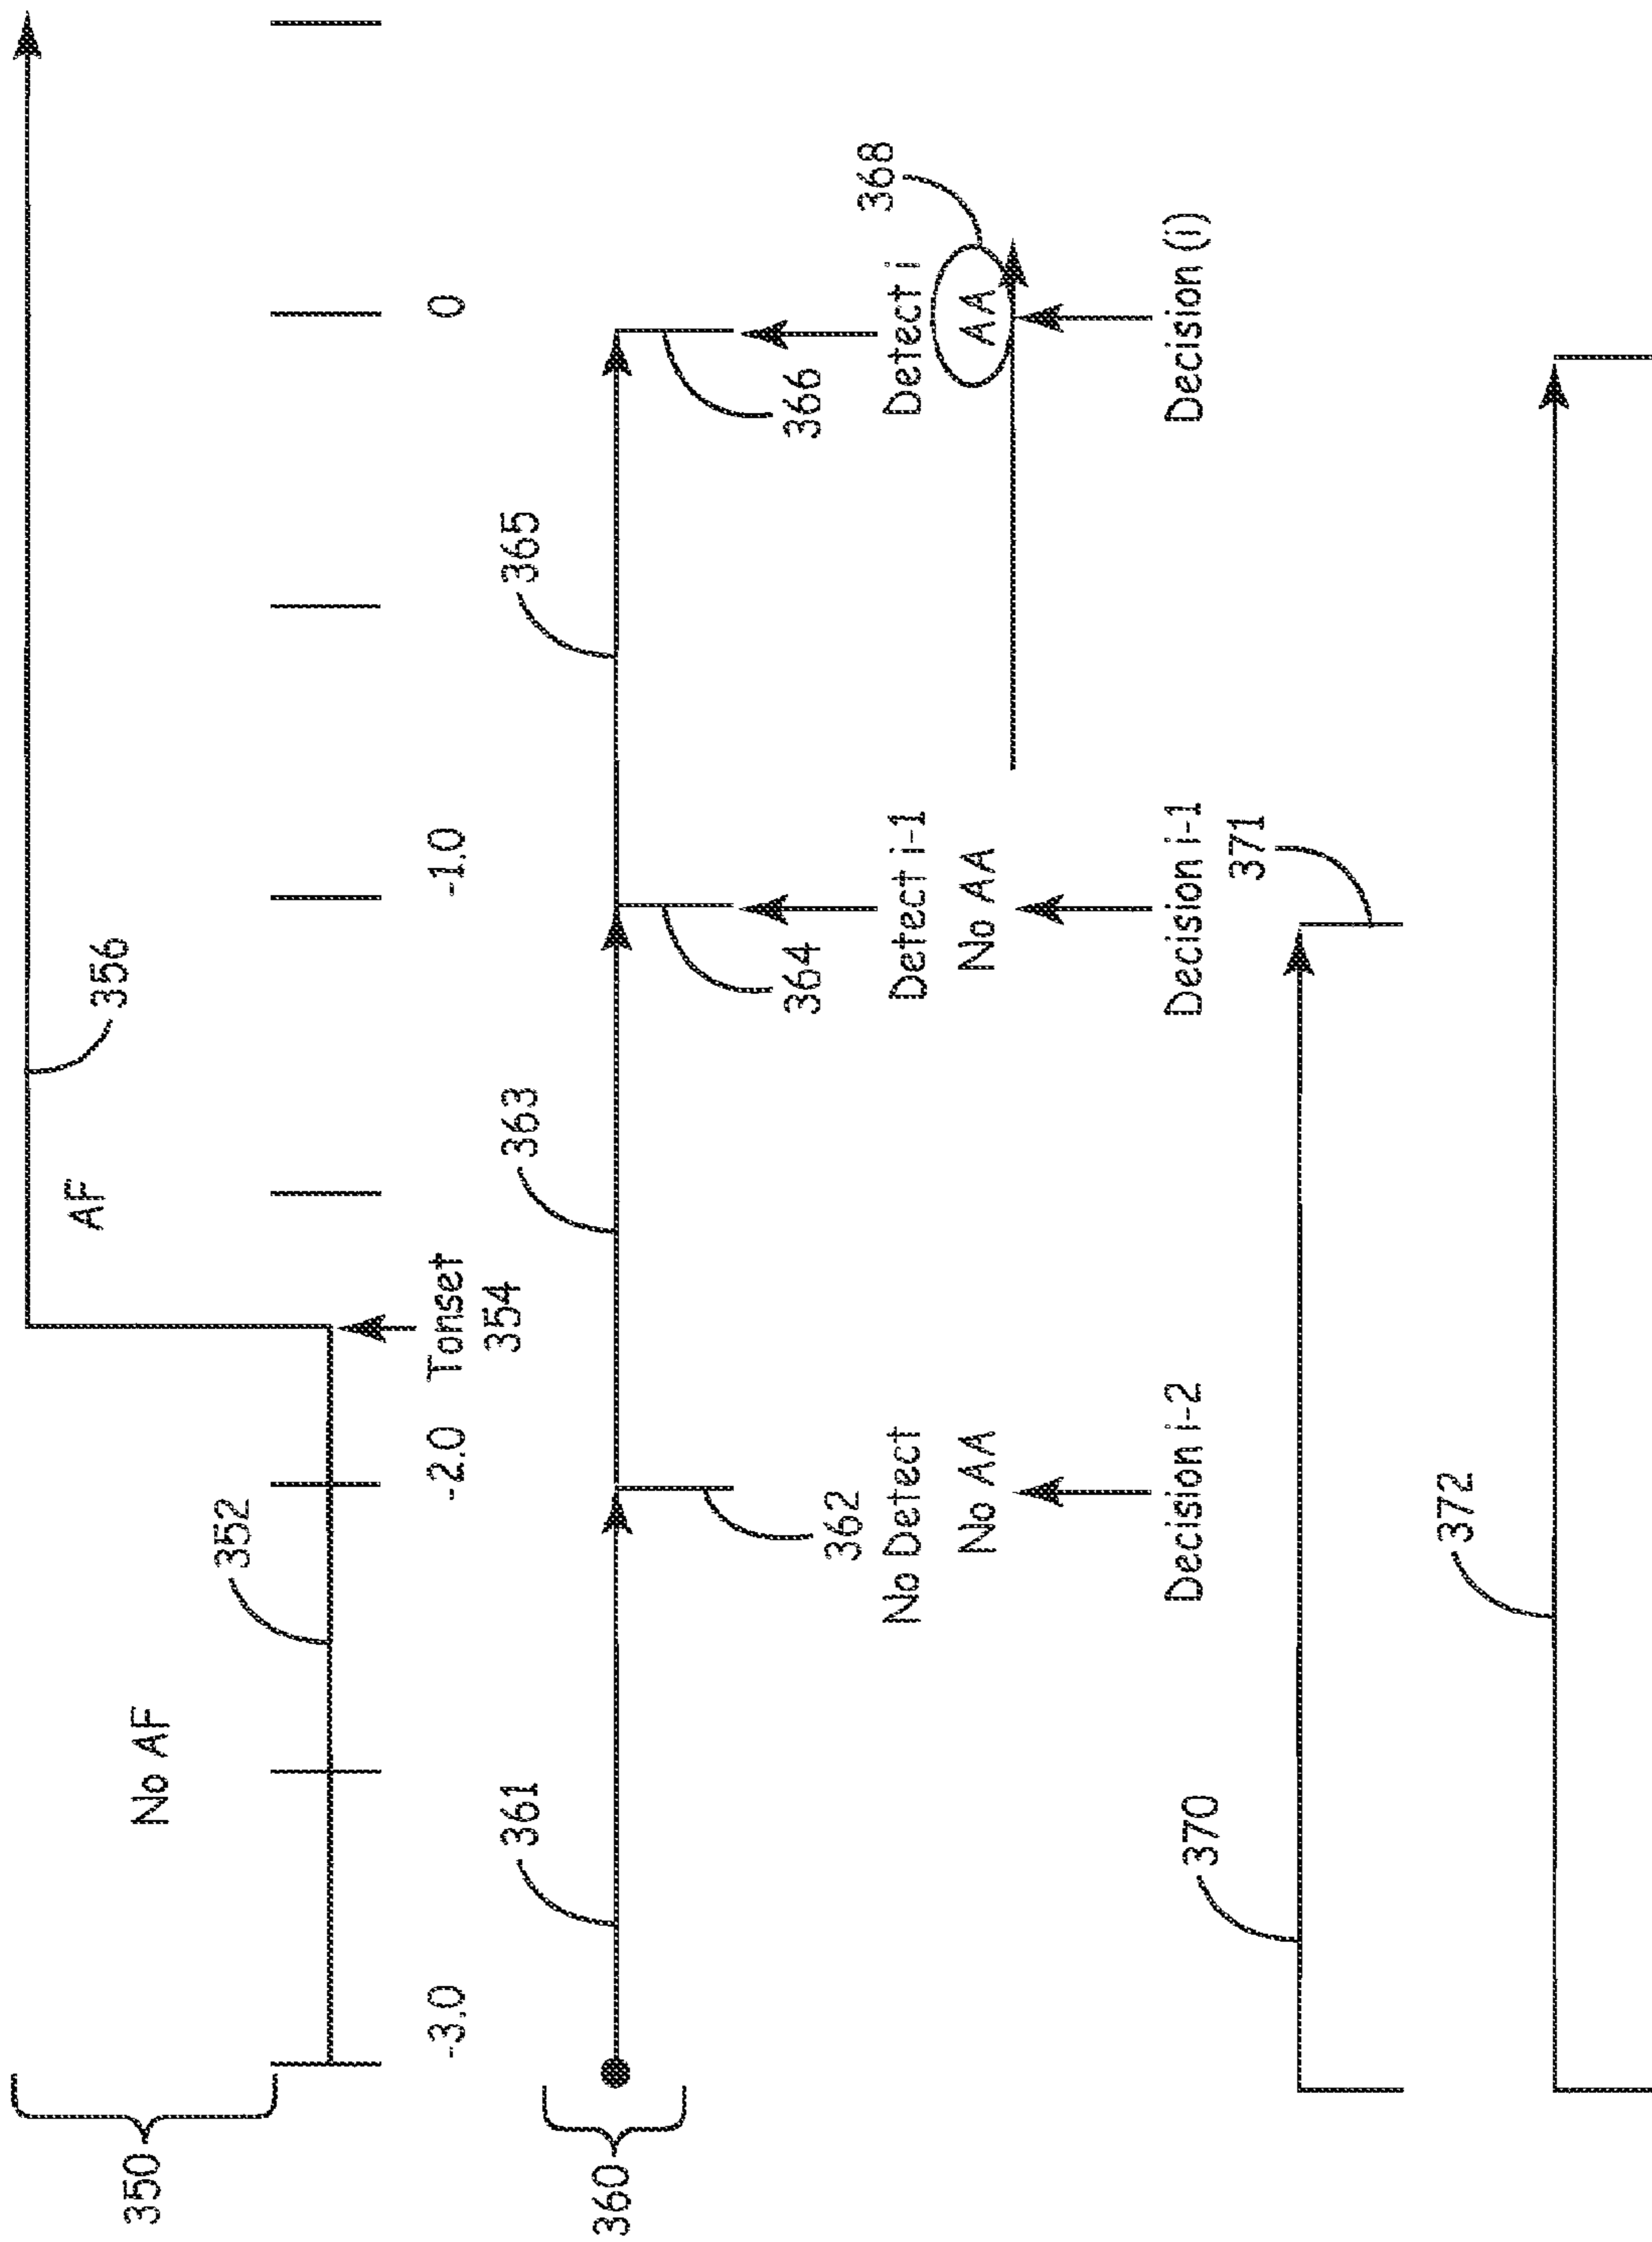 350
No AF
352
AF
356
-3.0
-2.0
Tonset
354
-1.0
0
360
361
363
365
362
364
366
No Detect
No AA
Detect i-1
No AA
Detect i
AA
368
Decision i-2
Decision i-1
Decision (i)
370
371
372